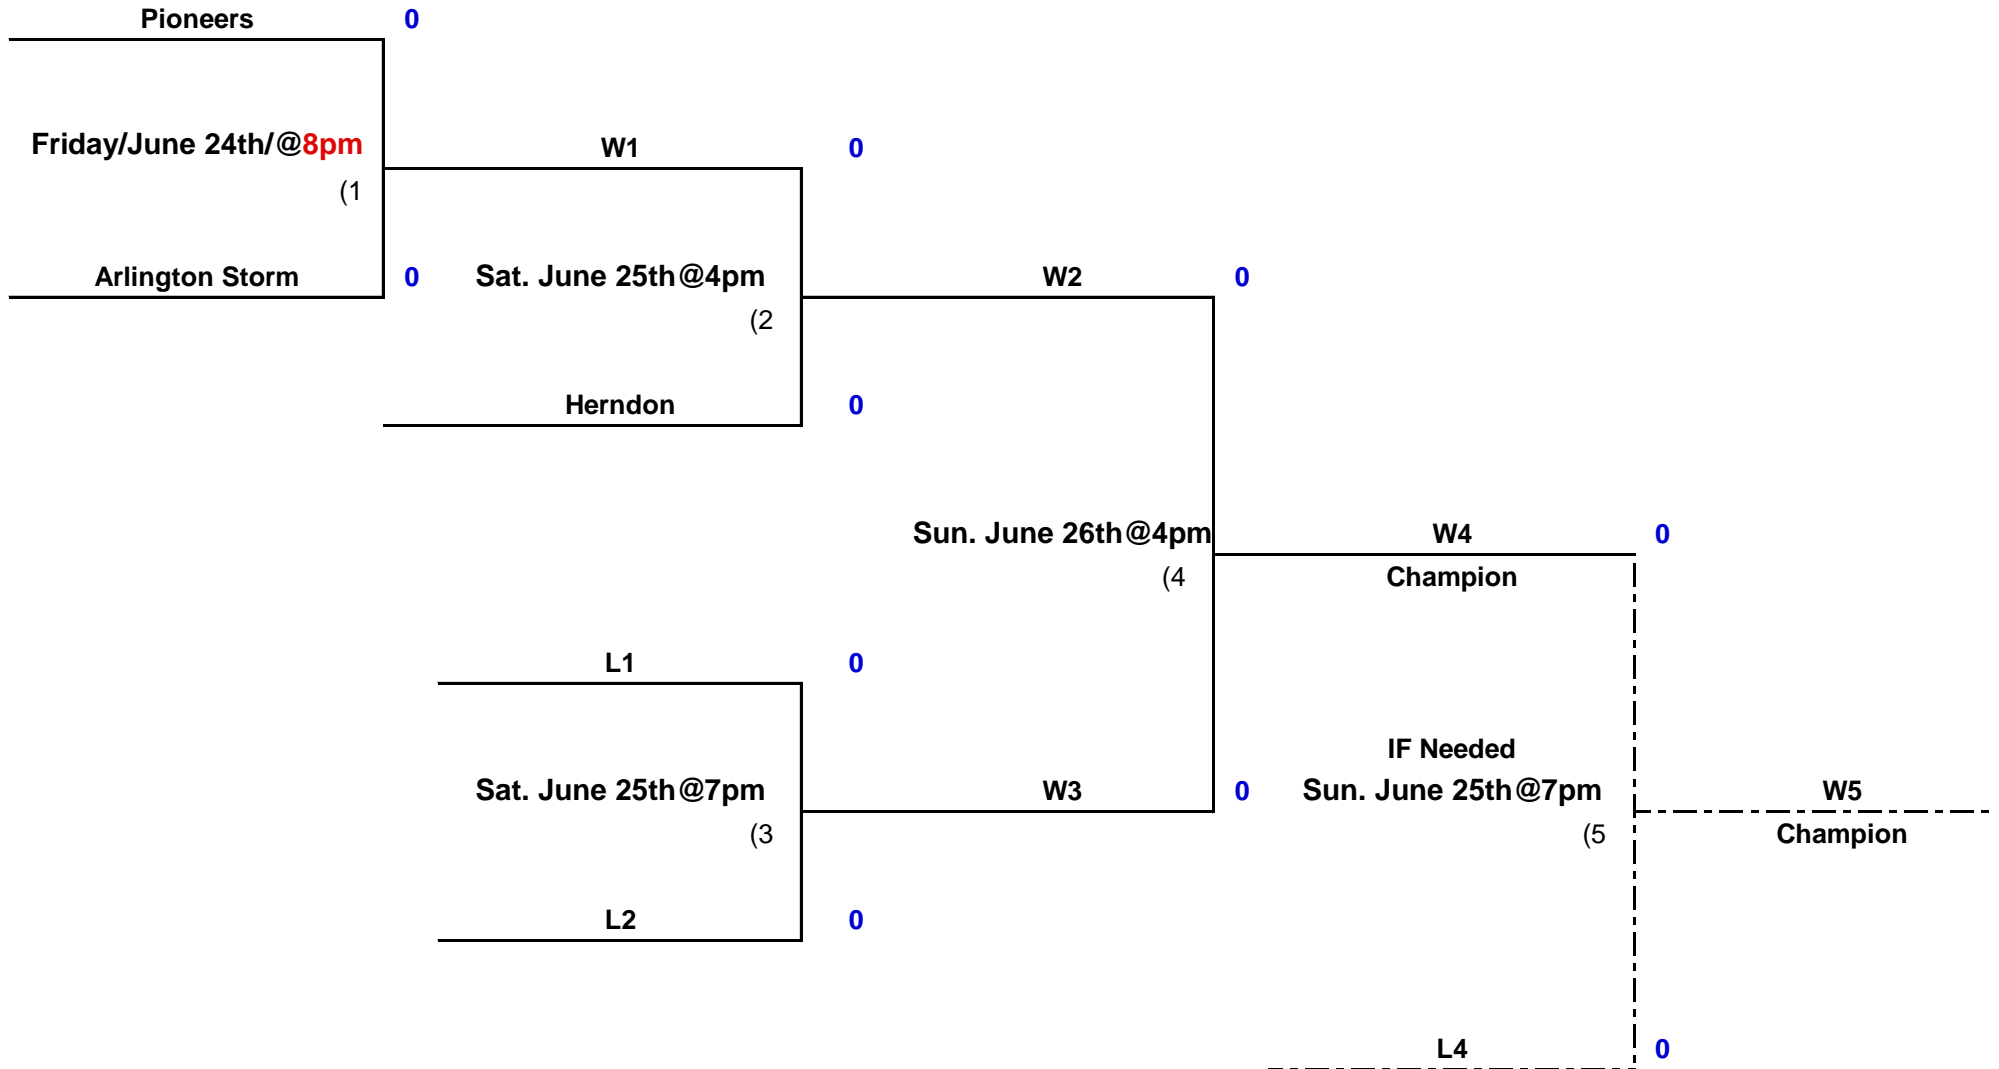 Pioneers 0
Friday/June 24th/@8pm W1 0
(1
Arlington Storm 0 Sat. June 25th@4pm W2 0
(2
Herndon 0
Sun. June 26th@4pm W4 0
(4 Champion
L1 0
IF Needed
Sat. June 25th@7pm W3 0 Sun. June 25th@7pm W5
(3 (5 Champion
L2 0
L4 0